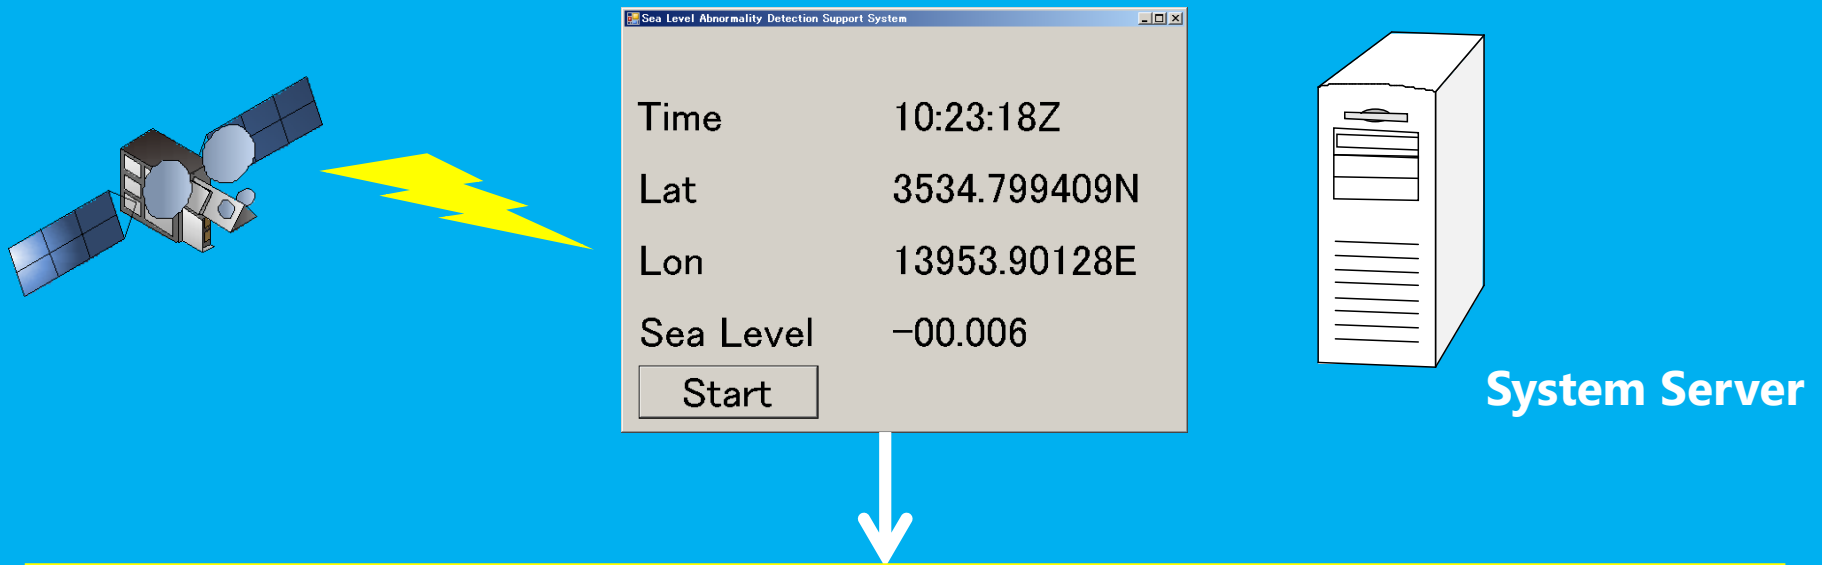 Sea Level Abnormality Detection Support System
Time 10:23:18Z
Lat 3534.799409N
Lon 13953.90128E
Sea Level -00.006
Start
System Server